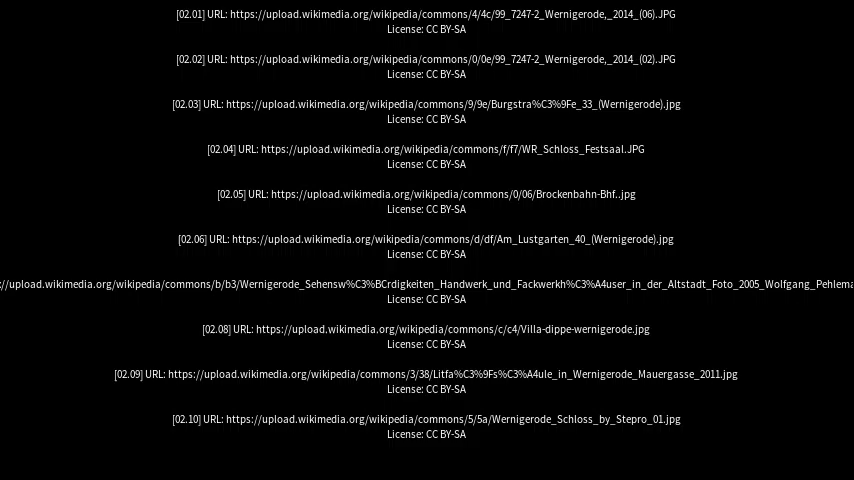 [02.01] URL: https://upload.wikimedia.org/wikipedia/commons/4/4c/99_7247-2_Wernigerode,_2014_(06).JPG
License: CC BY-SA
[02.02] URL: https://upload.wikimedia.org/wikipedia/commons/0/0e/99_7247-2_Wernigerode,_2014_(02).JPG
License: CC BY-SA
[02.03] URL: https://upload.wikimedia.org/wikipedia/commons/9/9e/Burgstra%C3%9Fe_33_(Wernigerode).jpg
License: CC BY-SA
[02.04] URL: https://upload.wikimedia.org/wikipedia/commons/f/f7/WR_Schloss_Festsaal.JPG
License: CC BY-SA
[02.05] URL: https://upload.wikimedia.org/wikipedia/commons/0/06/Brockenbahn-Bhf..jpg
License: CC BY-SA
[02.06] URL: https://upload.wikimedia.org/wikipedia/commons/d/df/Am_Lustgarten_40_(Wernigerode).jpg
License: CC BY-SA
://upload.wikimedia.org/wikipedia/commons/b/b3/Wernigerode_Sehensw%C3%BCrdigkeiten_Handwerk_und_Fackwerkh%C3%A4user_in_der_Altstadt_Foto_2005_Wolfgang_Pehlema
License: CC BY-SA
[02.08] URL: https://upload.wikimedia.org/wikipedia/commons/c/c4/Villa-dippe-wernigerode.jpg
License: CC BY-SA
[02.09] URL: https://upload.wikimedia.org/wikipedia/commons/3/38/Litfa%C3%9Fs%C3%A4ule_in_Wernigerode_Mauergasse_2011.jpg
License: CC BY-SA
[02.10] URL: https://upload.wikimedia.org/wikipedia/commons/5/5a/Wernigerode_Schloss_by_Stepro_01.jpg
License: CC BY-SA